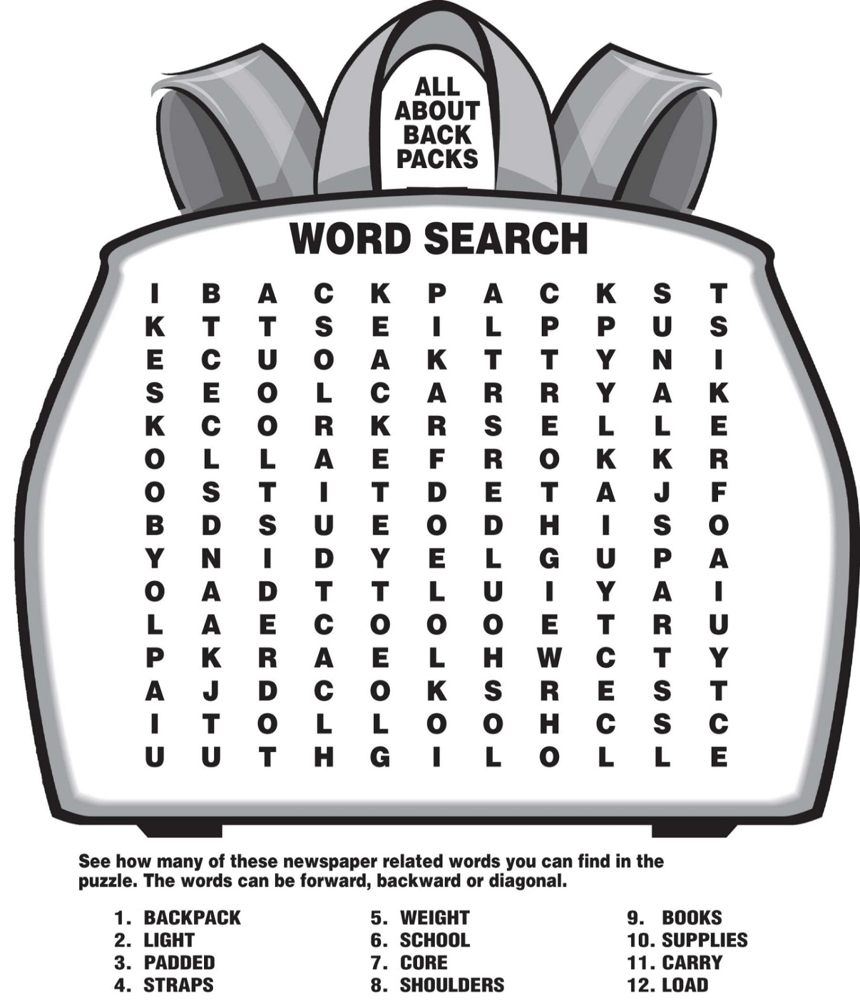 ALL
ABOUT
BACK
PACKS
WORD SEARCH
I B A C K P A C K S T
K T T S E I L P P U S
E C U O A K T T Y N I
S E O L C A R R Y A K
K C O R K R S E L L E
O L L A E F R O K K R
O S T I T D E T A J F
B D S U E O D H I S O
Y N I D Y E L G U P A
O A D T T L U I Y A I
L A E C O O O E T R U
P K R A E L H W C T Y
A J D C O K S R E S T
I T O L L O O H C S C
U U T H G I L O L L E
See how many of these newspaper related words you can find in the
puzzle. The words can be forward, backward or diagonal.
1. BACKPACK
2. LIGHT
3. PADDED
4. STRAPS
5. WEIGHT
6. SCHOOL
7. CORE
8. SHOULDERS
9. BOOKS
10. SUPPLIES
11. CARRY
12. LOAD